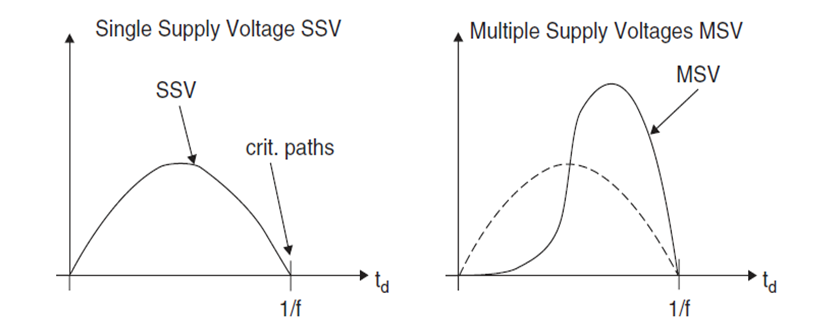 Single Supply Voltage SSV
SSV
crit. paths
td
1/f
Multiple Supply Voltages MSV
MSV
td
1/f